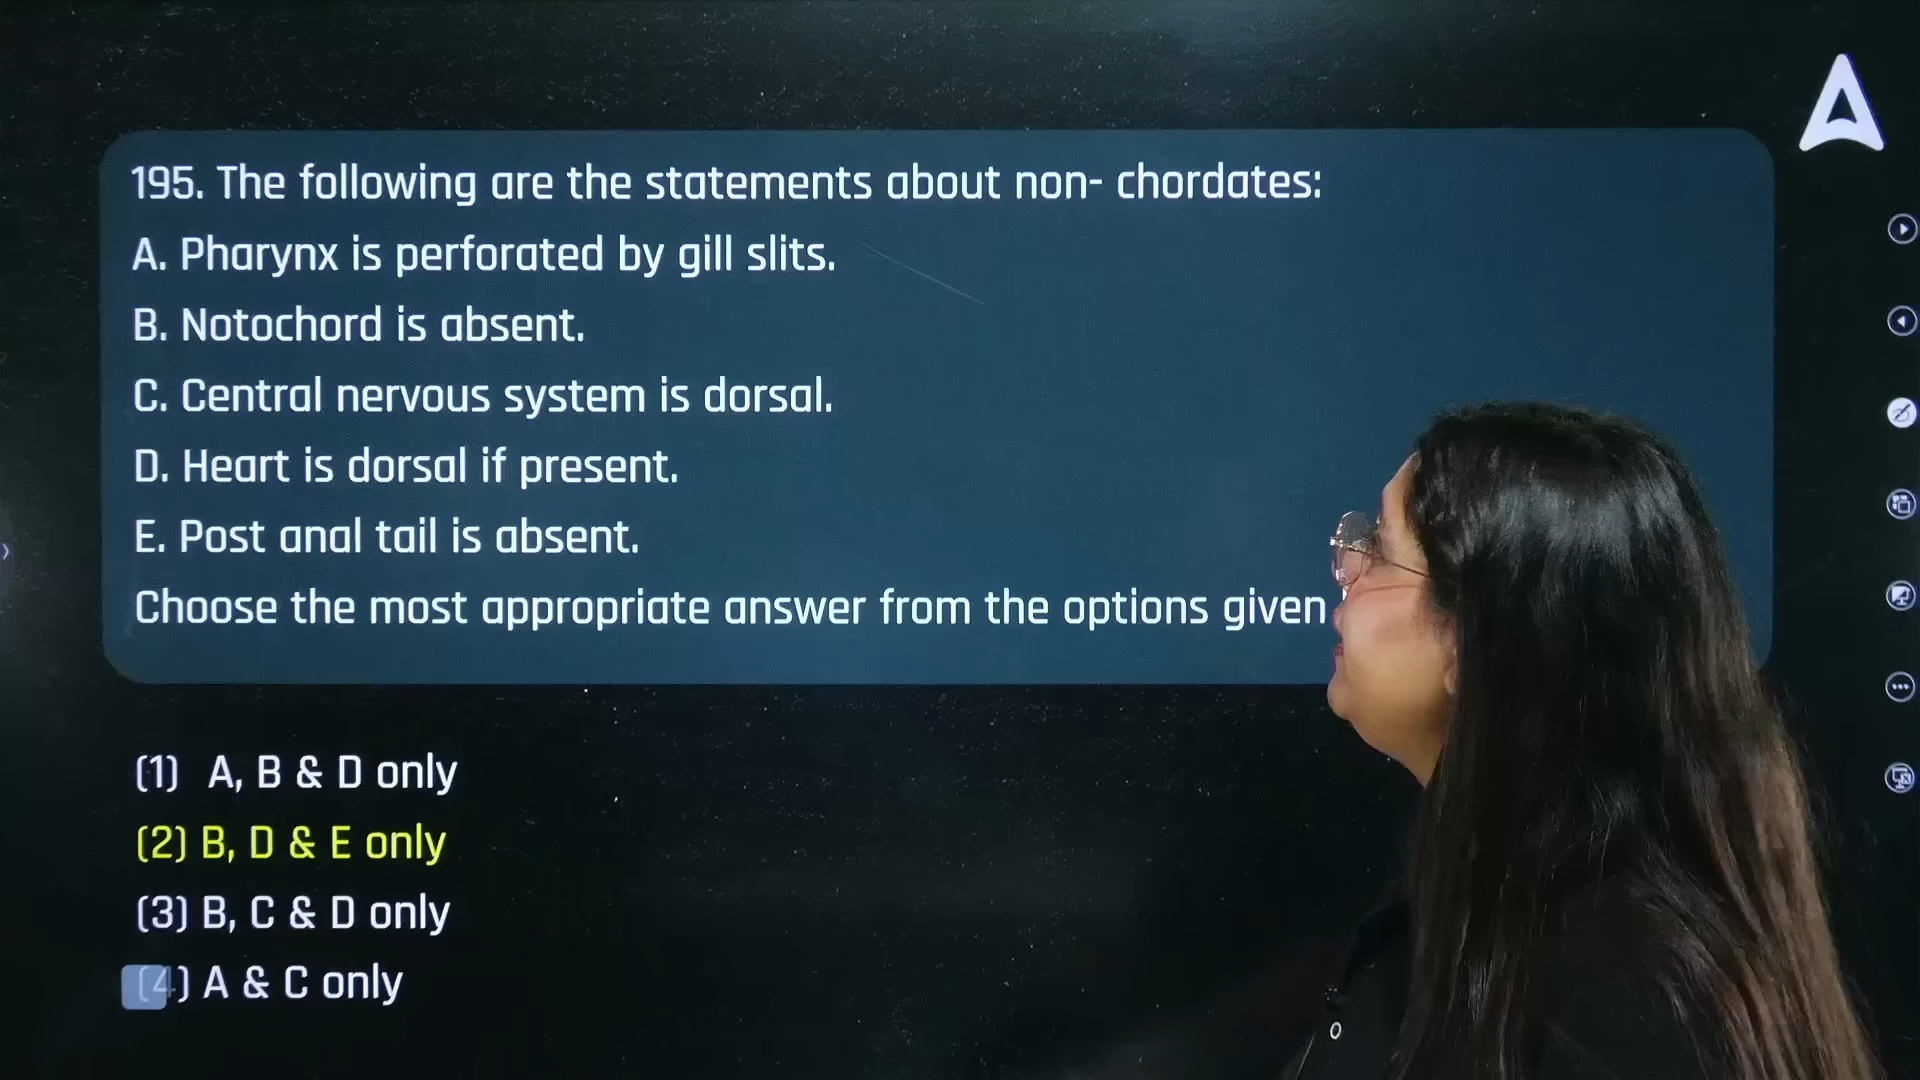 195. The following are the statements about non- chordates:
A. Pharynx is perforated by gill slits.
B. Notochord is absent.
C. Central nervous system is dorsal.
D. Heart is dorsal if present.
E. Post anal tail is absent.
Choose the most appropriate answer from the options given
(1) A, B & D only
(2) B, D & E only
(3) B, C & D only
(4) A & C only